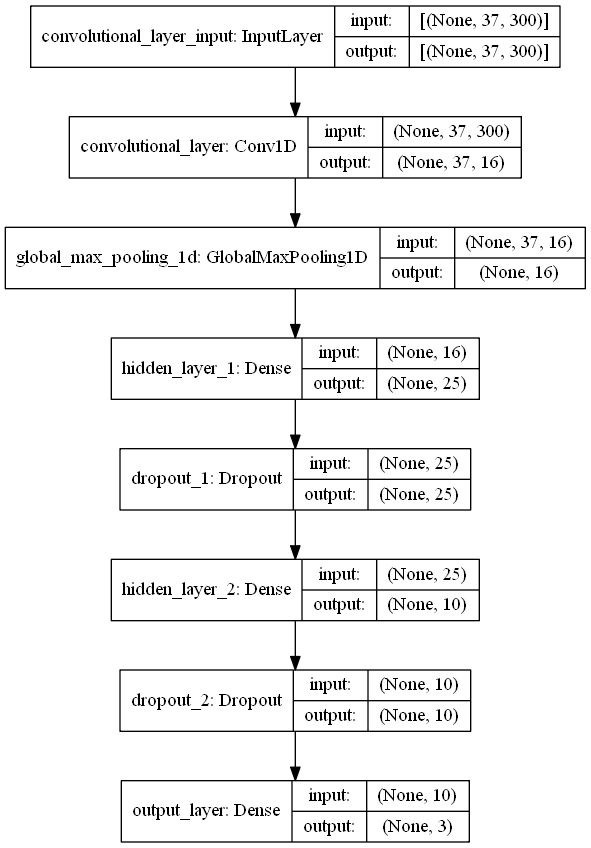 convolutional_layer_input: InputLayer
input: [(None, 37, 300)]
output: [(None, 37, 300)]
convolutional_layer: Conv1D
input: (None, 37, 300)
output: (None, 37, 16)
global_max_pooling_1d: GlobalMaxPooling1D
input: (None, 37, 16)
output: (None, 16)
hidden_layer_1: Dense
input: (None, 16)
output: (None, 25)
dropout_1: Dropout
input: (None, 25)
output: (None, 25)
hidden_layer_2: Dense
input: (None, 25)
output: (None, 10)
dropout_2: Dropout
input: (None, 10)
output: (None, 10)
output_layer: Dense
input: (None, 10)
output: (None, 3)